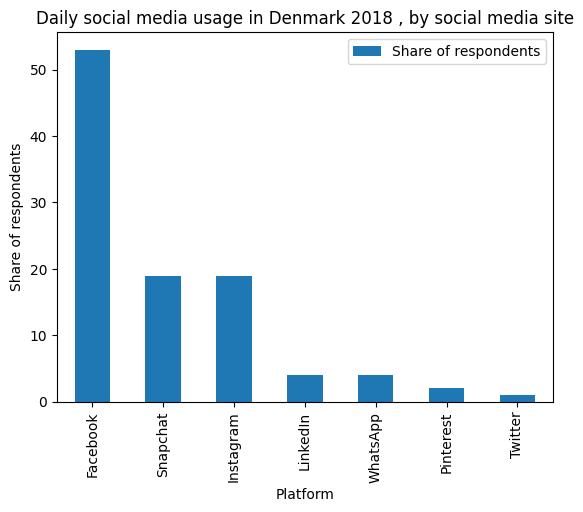 Daily social media usage in Denmark 2018 , by social media site
Share of respondents
Share of respondents
50
40
30
20
10
0
Facebook
Snapchat
Instagram
LinkedIn
WhatsApp
Pinterest
Twitter
Platform